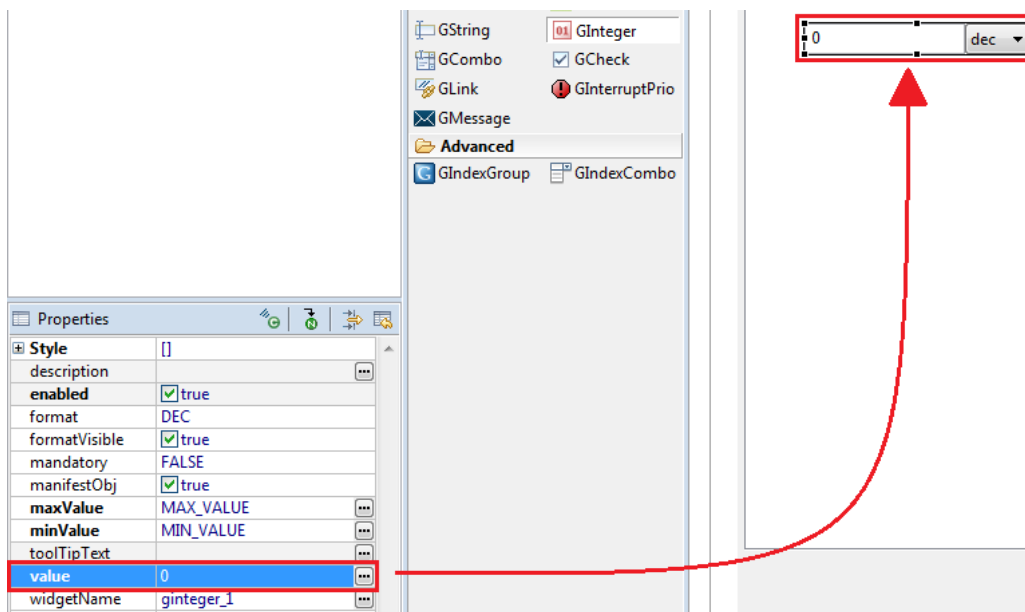 GString GInteger
GCombo GCheck
GLink GInterruptPrio
GMessage
Advanced
GIndexGroup GIndexCombo
0 dec
Properties
Style []
description
enabled true
format DEC
formatVisible true
mandatory FALSE
manifestObj true
maxValue MAX_VALUE
minValue MIN_VALUE
toolTipText
value 0
widgetName ginteger_1